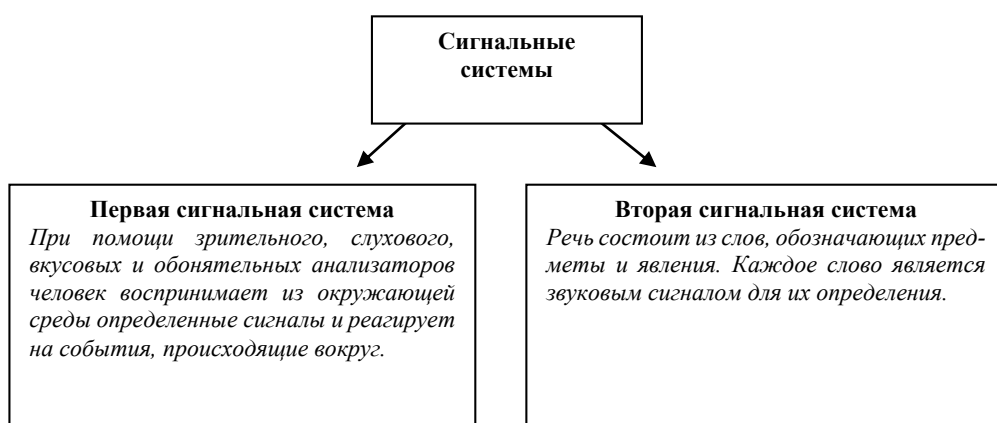 Сигнальные
системы
Первая сигнальная система
При помощи зрительного, слухового,
вкусовых и обонятельных анализаторов
человек воспринимает из окружающей
среды определенные сигналы и реагирует
на события, происходящие вокруг.
Вторая сигнальная система
Речь состоит из слов, обозначающих пред-
меты и явления. Каждое слово является
звуковым сигналом для их определения.